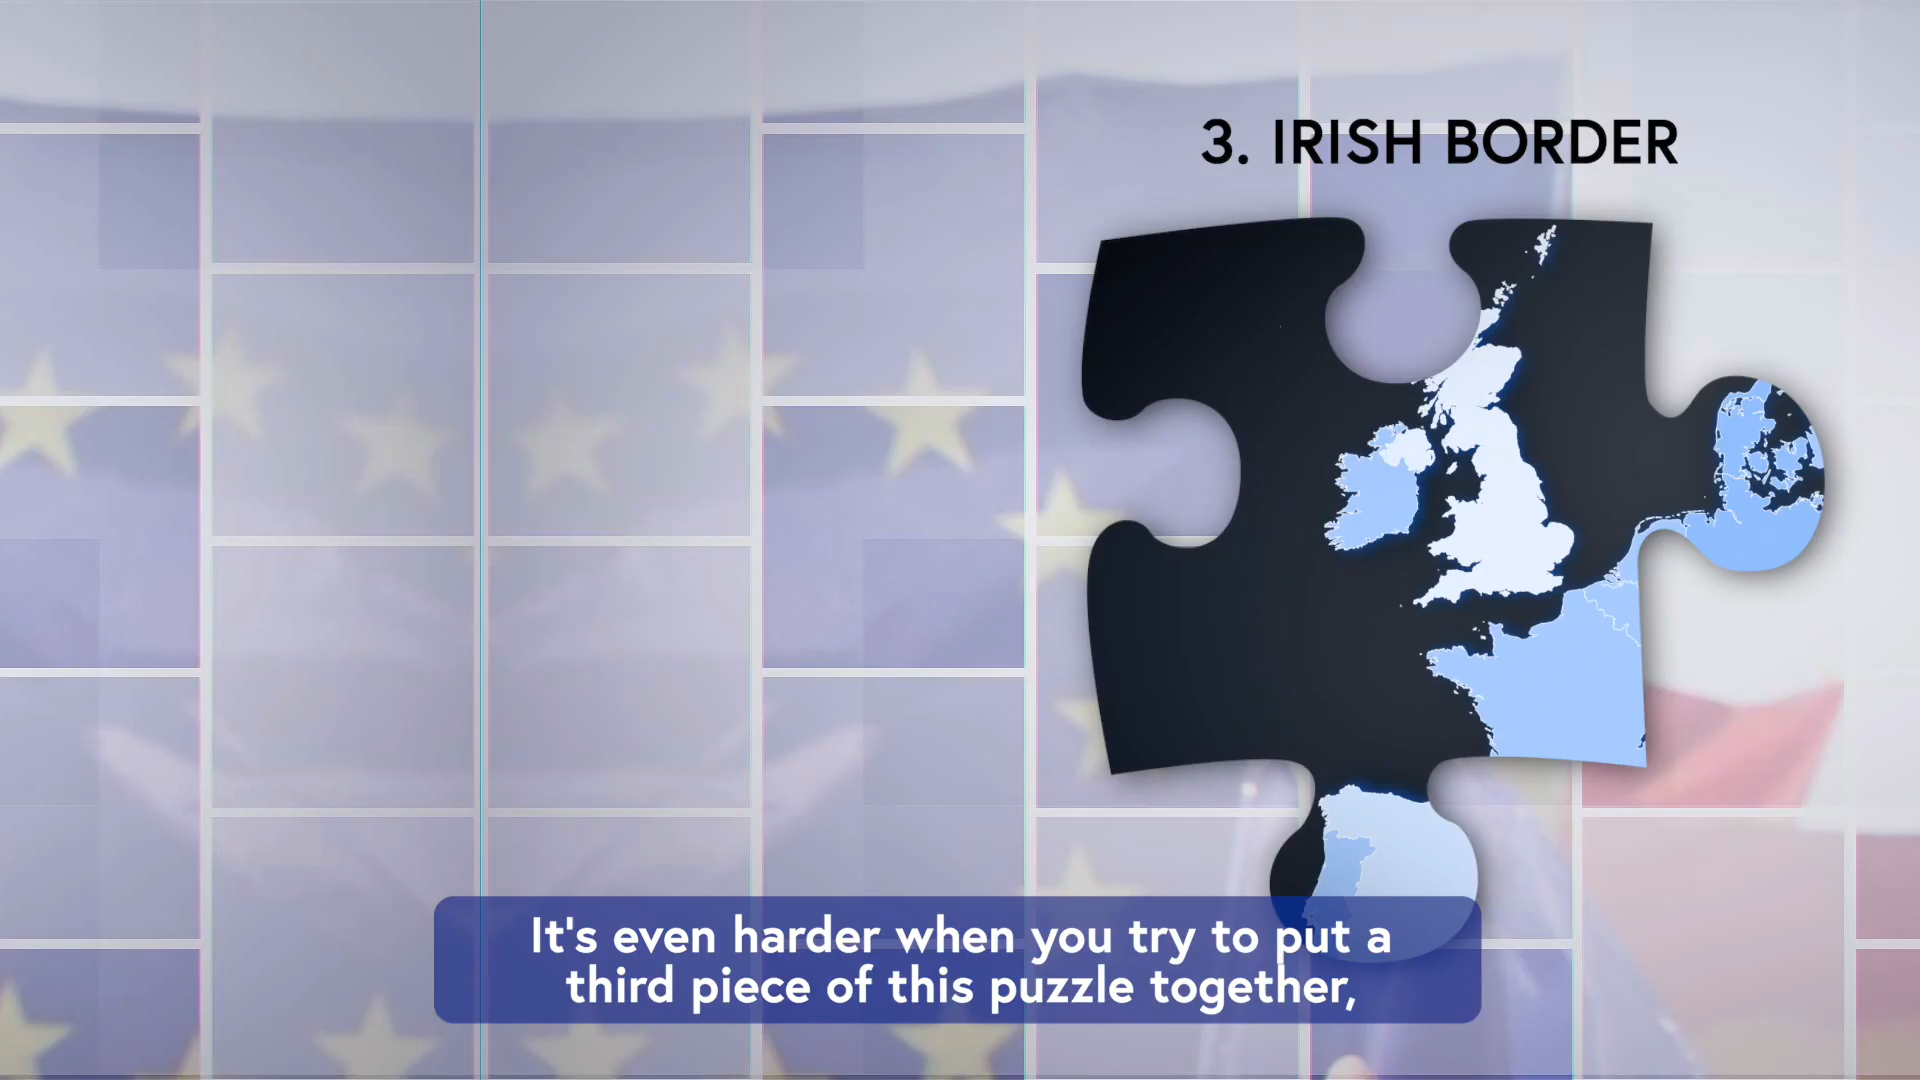 3. IRISH BORDER
It's even harder when you try to put a
third piece of this puzzle together,